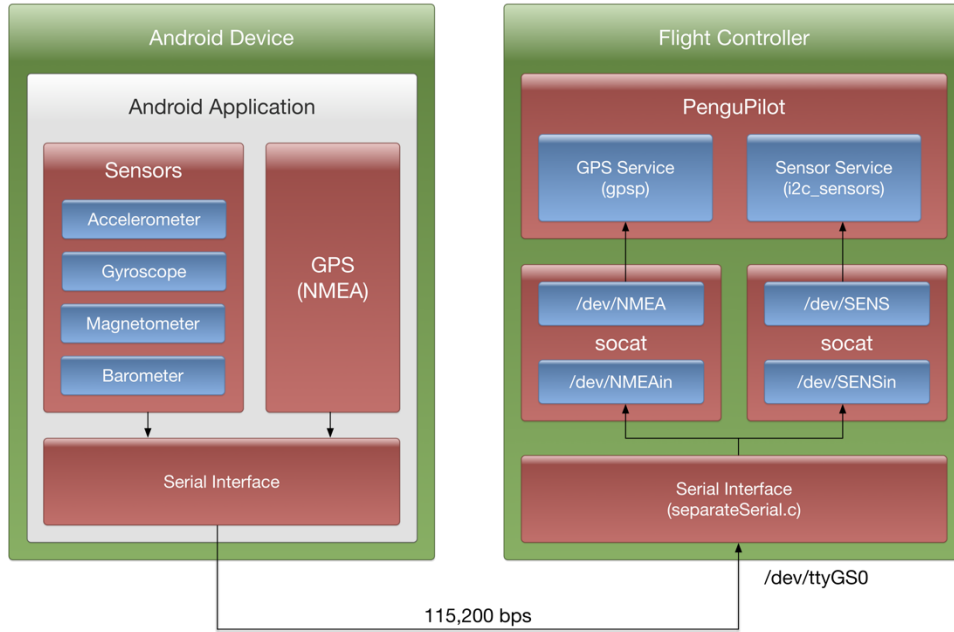 Android Device
Android Application
Sensors
Accelerometer
Gyroscope
Magnetometer
Barometer
GPS
(NMEA)
Serial Interface
Flight Controller
PenguPilot
GPS Service
(gpsp)
Sensor Service
(i2c_sensors)
/dev/NMEA
socat
/dev/NMEAin
/dev/SENS
socat
/dev/SENSin
Serial Interface
(separateSerial.c)
/dev/ttyGS0
115,200 bps